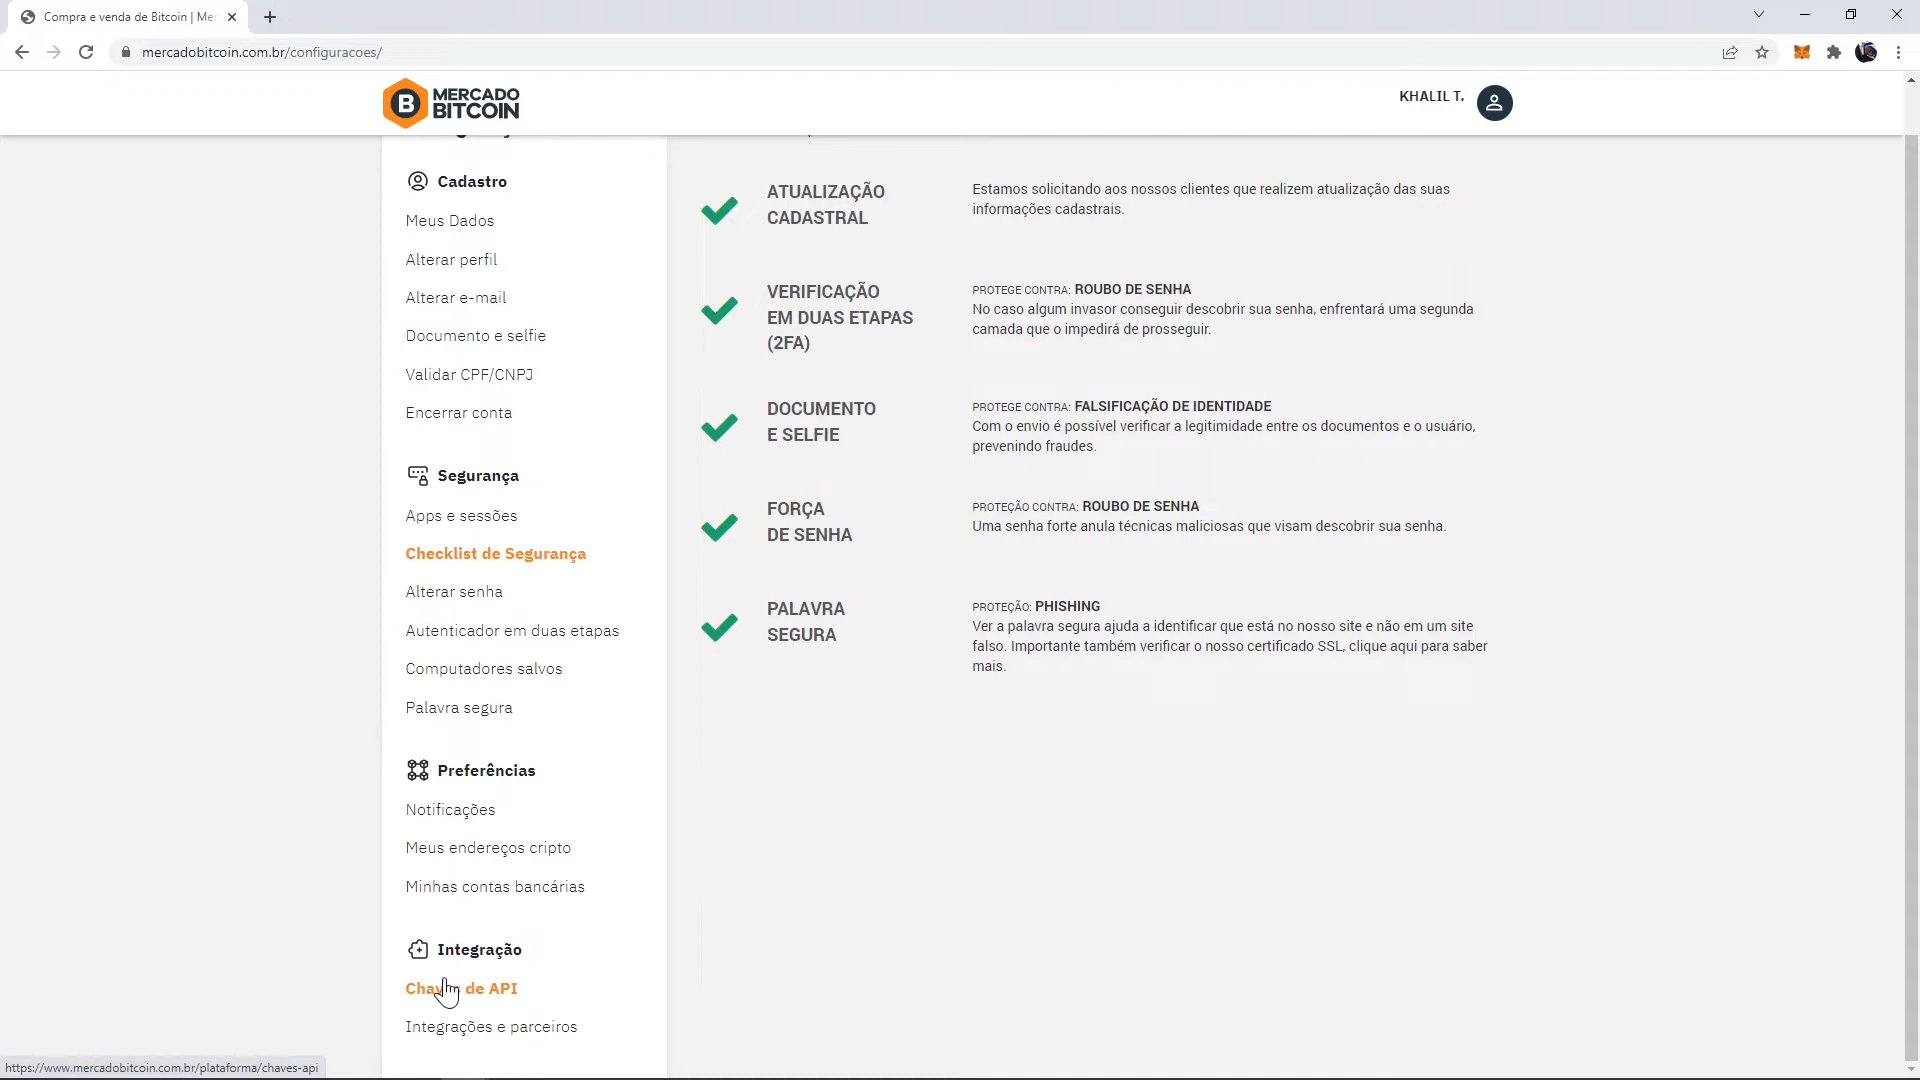 Compra e venda de Bitcoin | Mer
mercadobitcoin.com.br/configuracoes/
MERCADO
BITCOIN
KHALIL T.
Cadastro
Meus Dados
Alterar perfil
Alterar e-mail
Documento e selfie
Validar CPF/CNPJ
Encerrar conta
Segurança
Apps e sessões
Checklist de Segurança
Alterar senha
Autenticador em duas etapas
Computadores salvos
Palavra segura
Preferências
Notificações
Meus endereços cripto
Minhas contas bancárias
Integração
Chaves de API
Integrações e parceiros
ATUALIZAÇÃO
CADASTRAL
Estamos solicitando aos nossos clientes que realizem atualização das suas
informações cadastrais.
VERIFICAÇÃO
EM DUAS ETAPAS
(2FA)
PROTEGE CONTRA: ROUBO DE SENHA
No caso algum invasor conseguir descobrir sua senha, enfrentará uma segunda
camada que o impedirá de prosseguir.
DOCUMENTO
E SELFIE
PROTEGE CONTRA: FALSIFICAÇÃO DE IDENTIDADE
Com o envio é possível verificar a legitimidade entre os documentos e o usuário,
prevenindo fraudes.
FORÇA
DE SENHA
PROTEÇÃO CONTRA: ROUBO DE SENHA
Uma senha forte anula técnicas maliciosas que visam descobrir sua senha.
PALAVRA
SEGURA
PROTEÇÃO: PHISHING
Ver a palavra segura ajuda a identificar que está no nosso site e não em um site
falso. Importante também verificar o nosso certificado SSL, clique aqui para saber
mais.
https://www.mercadobitcoin.com.br/plataforma/chaves-api